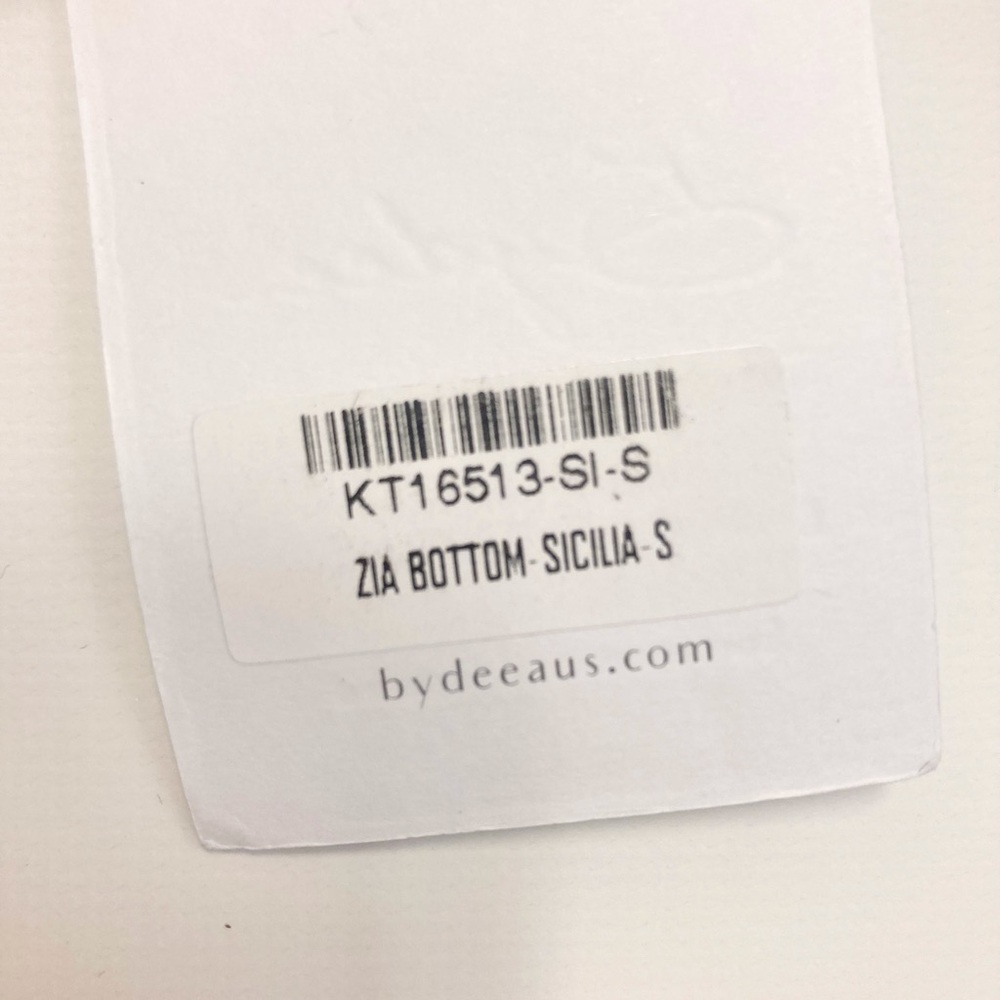 KT16513-SI-S
ZIA BOTTOM-SICILIA-S
bydeeaus.com